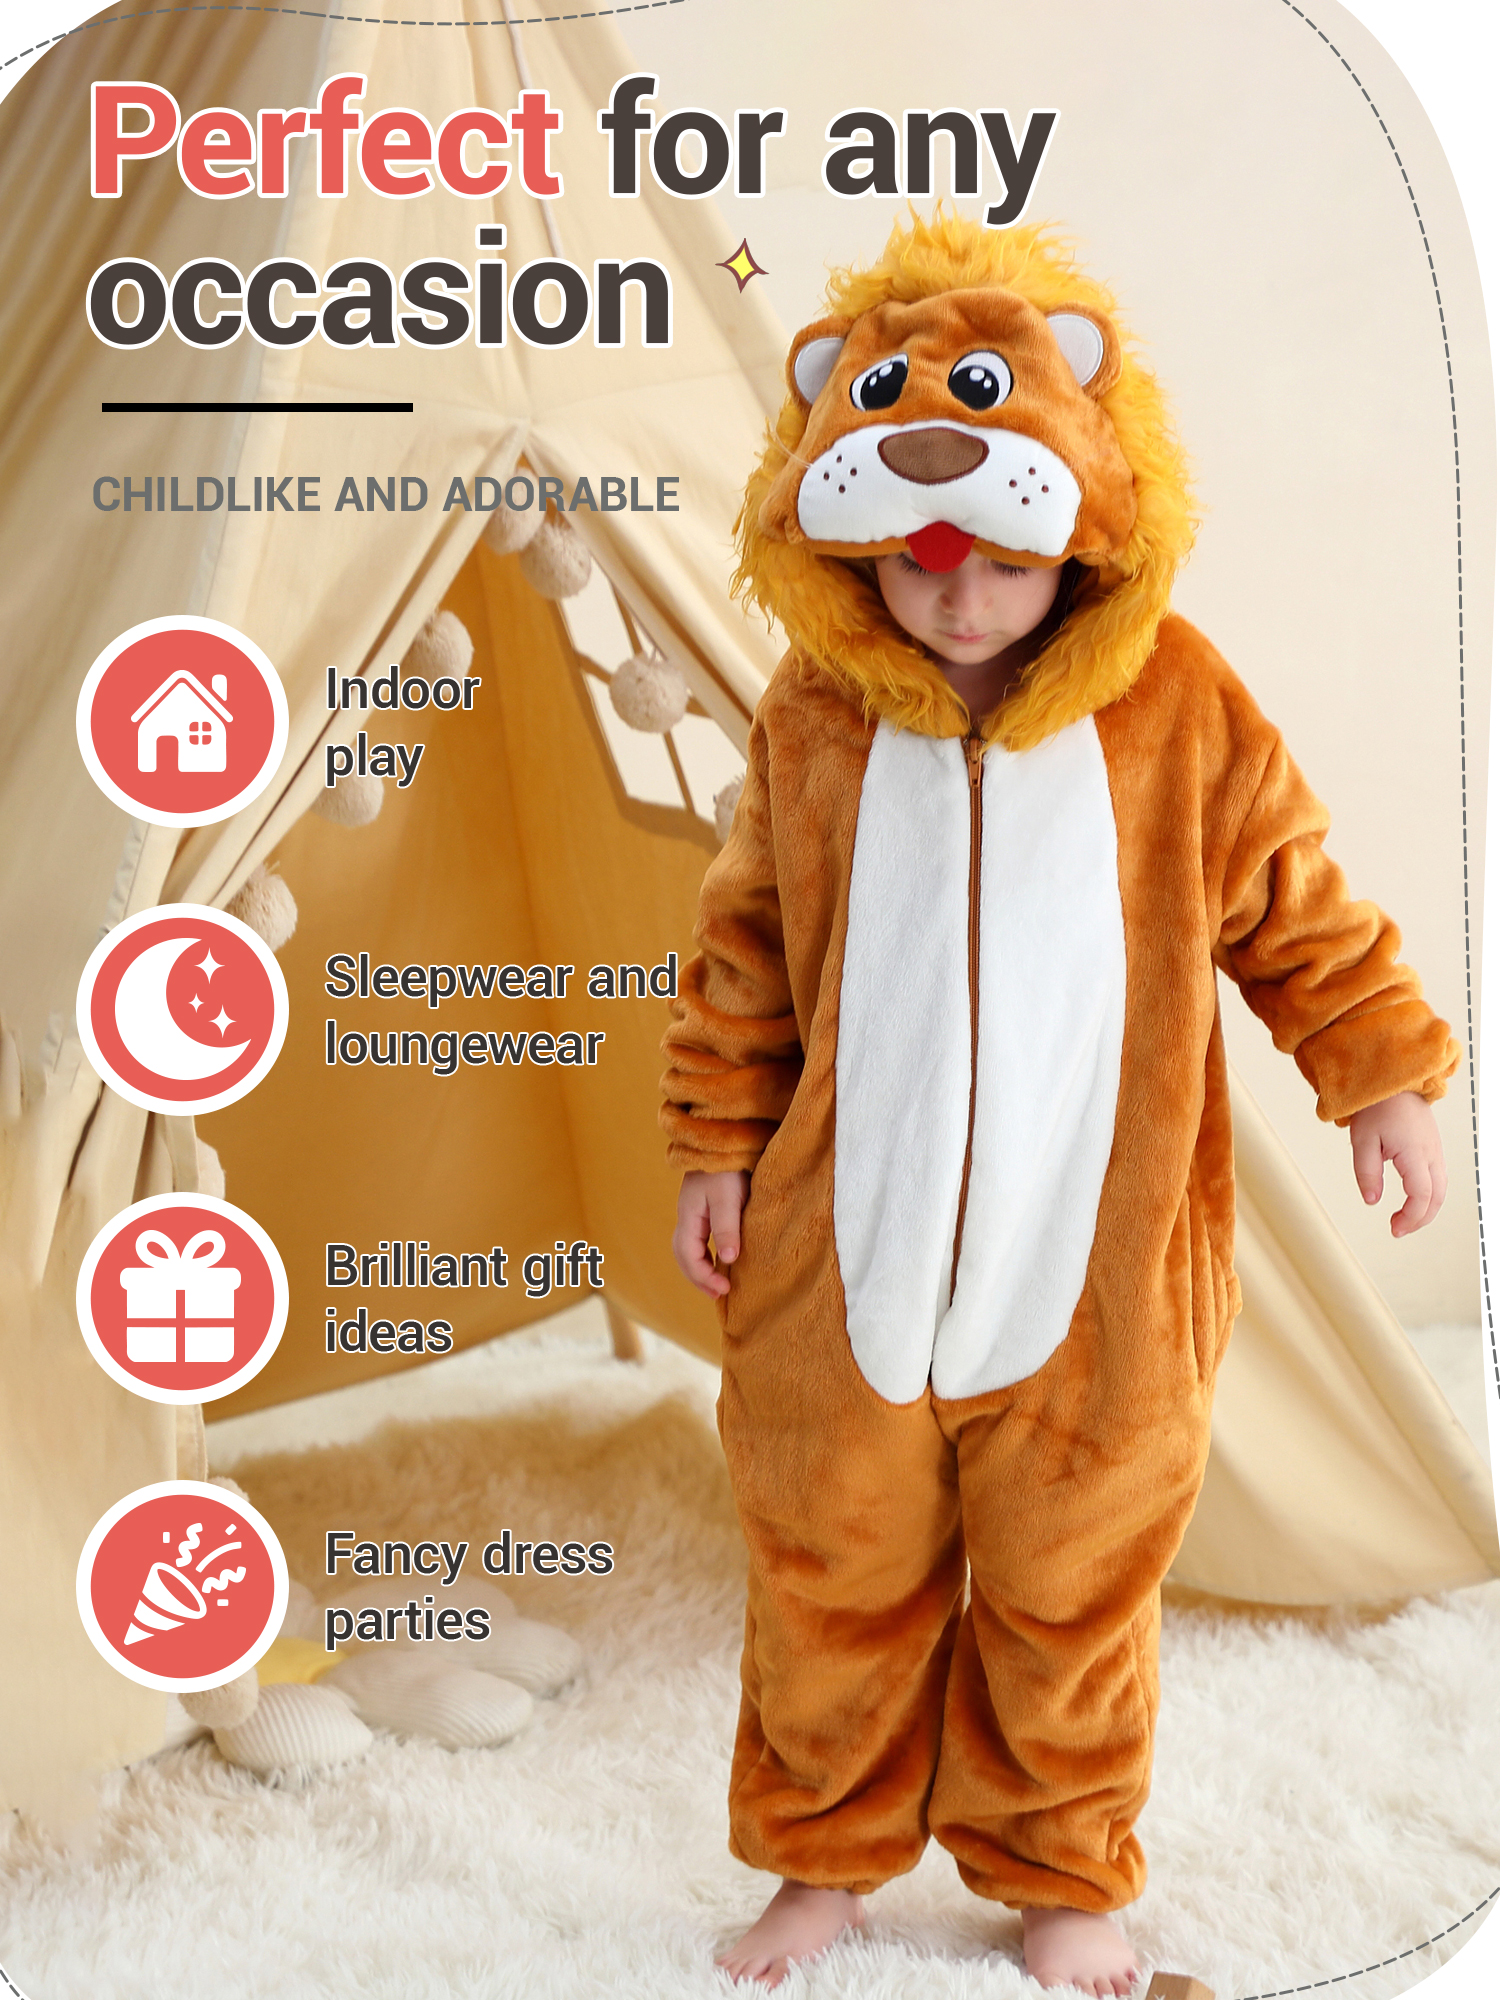 Perfect for any
occasion
CHILDLIKE AND ADORABLE
Indoor
play
Sleepwear and
loungewear
Brilliant gift
ideas
Fancy dress
parties